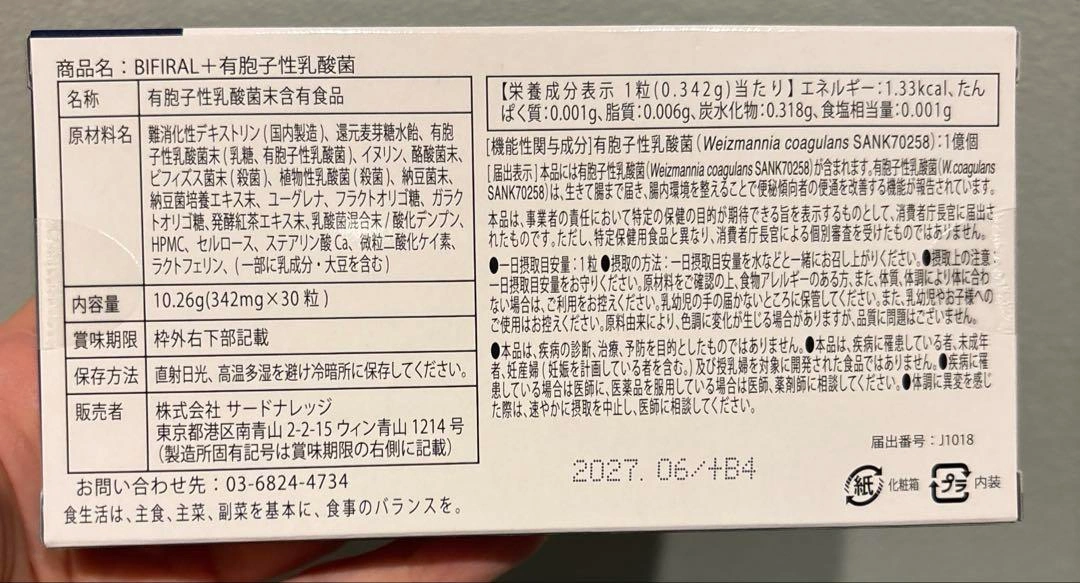 商品名：BIFIRAL＋有胞子性乳酸菌
名称 有胞子性乳酸菌末含有食品
原材料名 難消化性デキストリン(国内製造)、還元麦芽糖水飴、有胞
子性乳酸菌末(乳糖、有胞子性乳酸菌)、イヌリン、酪酸菌末、
ビフィズス菌末(殺菌)、植物性乳酸菌(殺菌)、納豆菌末、
納豆菌培養エキス末、ユーグレナ、フラクトオリゴ糖、ガラク
トオリゴ糖、発酵紅茶エキス末、乳酸菌混合末/酸化デンプン、
HPMC、セルロース、ステアリン酸Ca、微粒二酸化ケイ素、
ラクトフェリン、(一部に乳成分・大豆を含む)
内容量 10.26g(342mg×30粒)
賞味期限 枠外右下部記載
保存方法 直射日光、高温多湿を避け冷暗所に保存してください。
販売者 株式会社 サードナレッジ
東京都港区南青山2-2-15 ウィン青山1214号
(製造所固有記号は賞味期限の右側に記載)
お問い合わせ先：03-6824-4734
食生活は、主食、主菜、副菜を基本に、食事のバランスを。
【栄養成分表示 1粒(0.342g)当たり】エネルギー：1.33kcal、たん
ぱく質：0.001g、脂質：0.006g、炭水化物：0.318g、食塩相当量：0.001g
[機能性関与成分]有胞子性乳酸菌(Weizmannia coagulans SANK70258)：1億個
[届出表示]本品には有胞子性乳酸菌(Weizmannia coagulans SANK70258)が含まれます。有胞子性乳酸菌(W.coagulans
SANK70258)は、生きて腸まで届き、腸内環境を整えることで便秘傾向者の便通を改善する機能が報告されています。
本品は、事業者の責任において特定の保健の目的が期待できる旨を表示するものとして、消費者庁長官に届出さ
れたものです。ただし、特定保健用食品と異なり、消費者庁長官による個別審査を受けたものではありません。
●一日摂取目安量：1粒●摂取の方法：一日摂取目安量を水などと一緒にお召し上がりください。●摂取上の注意：
一日摂取目安量をお守りください。原材料をご確認の上、食物アレルギーのある方、また、体質、体調により体に合わ
ない場合は、ご利用をお控えください。乳幼児の手の届かないところに保管してください。また、乳幼児やお子様への
ご使用はお控えください。原料由来により、色調に変化が生じる場合がありますが、品質に問題はございません。
●本品は、疾病の診断、治療、予防を目的としたものではありません。●本品は、疾病に罹患している者、未成年
者、妊産婦(妊娠を計画している者を含む。)及び授乳婦を対象に開発された食品ではありません。●疾病に罹
患している場合は医師に、医薬品を服用している場合は医師、薬剤師に相談してください。●体調に異変を感じ
た際は、速やかに摂取を中止し、医師に相談してください。
届出番号：J1018
2027. 06/+B4
紙 化粧箱 プラ 内装